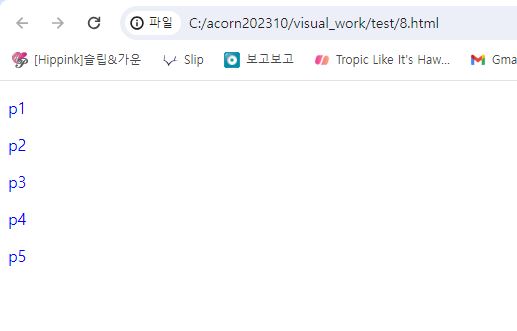 파일 C:/acorn202310/visual_work/test/8.html
[Hippink]슬립&가운 Slip 보고보고 Tropic Like It's Haw... Gma
p1
p2
p3
p4
p5